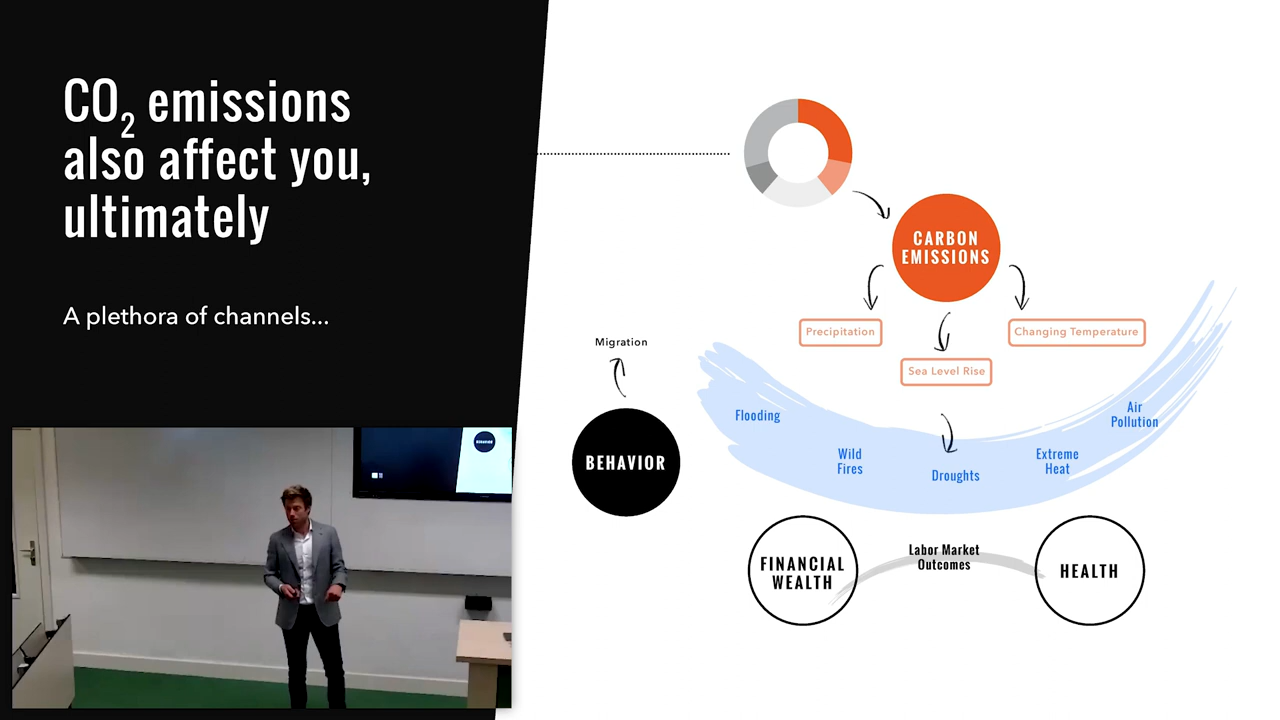 CO₂ emissions
also affect you,
ultimately
A plethora of channels...
CARBON
EMISSIONS
Precipitation
Changing Temperature
Sea Level Rise
Migration
BEHAVIOR
Flooding
Wild
Fires
Droughts
Extreme
Heat
Air
Pollution
FINANCIAL
WEALTH
Labor Market
Outcomes
HEALTH
BEHAVIOR